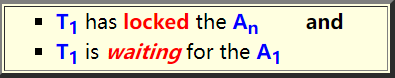 ▪ T₁ has locked the Aₙ and
▪ T₁ is waiting for the A₁